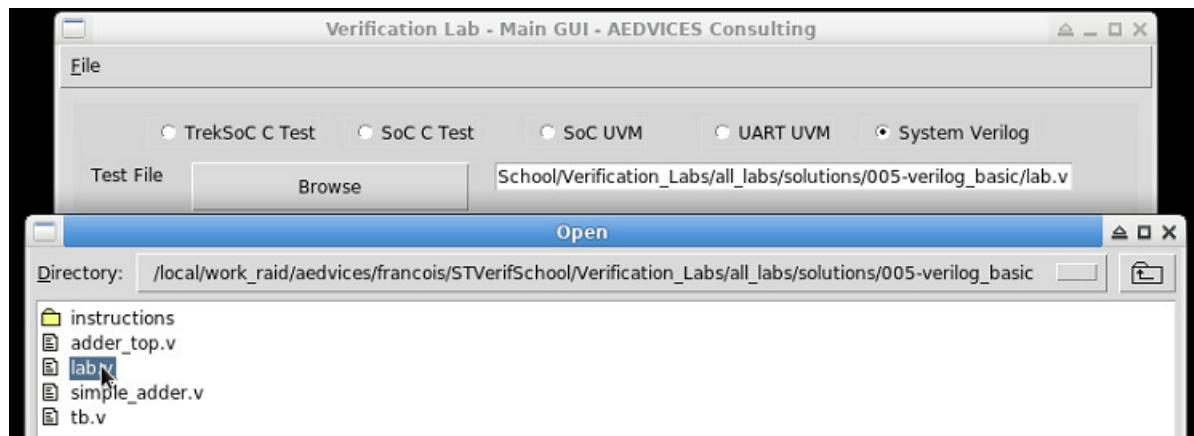 Verification Lab - Main GUI - AEDVICES Consulting
File
TrekSoC C Test SoC C Test SoC UVM UART UVM System Verilog
Test File Browse School/Verification_Labs/all_labs/solutions/005-verilog_basic/lab.v
Open
Directory: /local/work_raid/aedvices/francois/STVerifSchool/Verification_Labs/all_labs/solutions/005-verilog_basic
instructions
adder_top.v
lab.v
simple_adder.v
tb.v